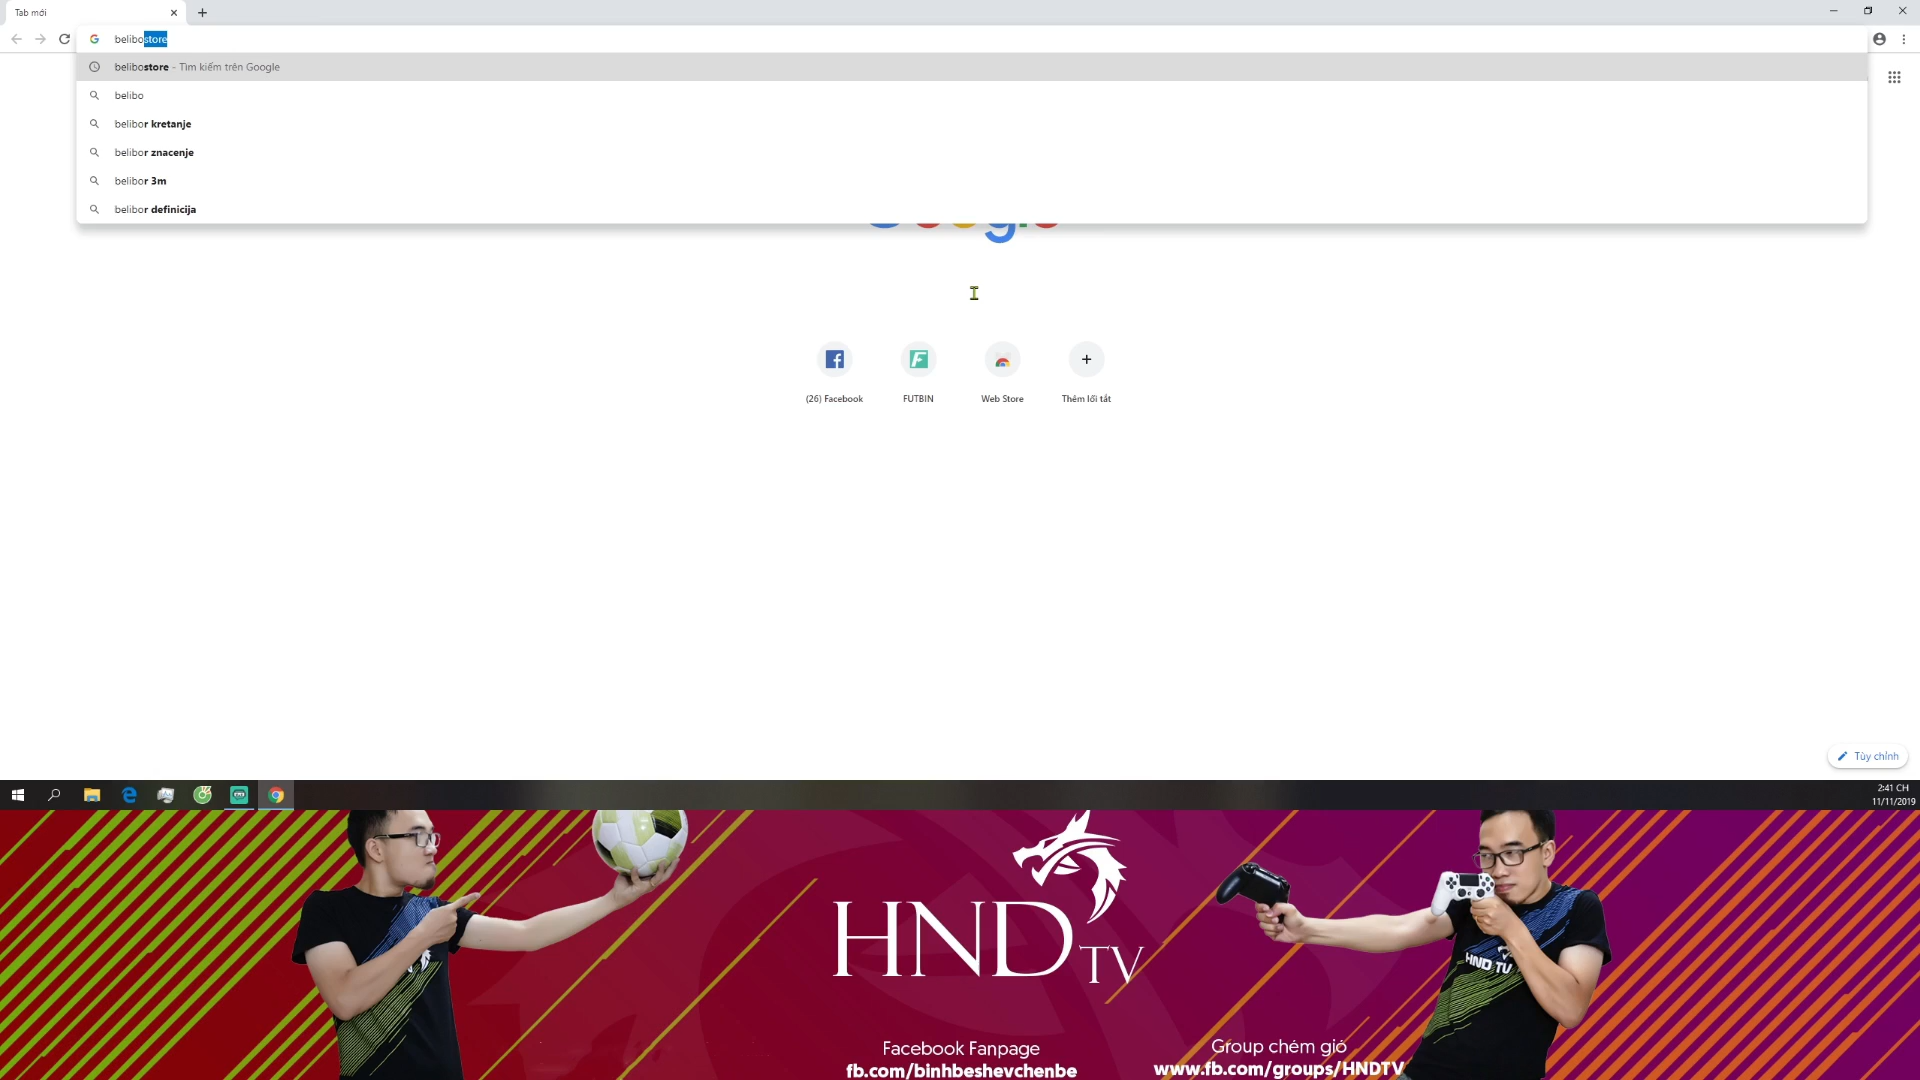 Tab mới
belibostore
belibostore - Tìm kiếm trên Google
belibo
belibor kretanje
belibor znacenje
belibor 3m
belibor definicija
(26) Facebook
FUTBIN
Web Store
Thêm lối tắt
Tùy chỉnh
2:41 CH
11/11/2019
HND TV
HND TV
Facebook Fanpage
fb.com/binhbeshevchenbe
Group chém gió
www.fb.com/groups/HNDTV